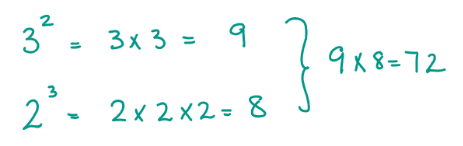 3² = 3 x 3 = 9
2³ = 2 x 2 x 2 = 8
9 x 8 = 72